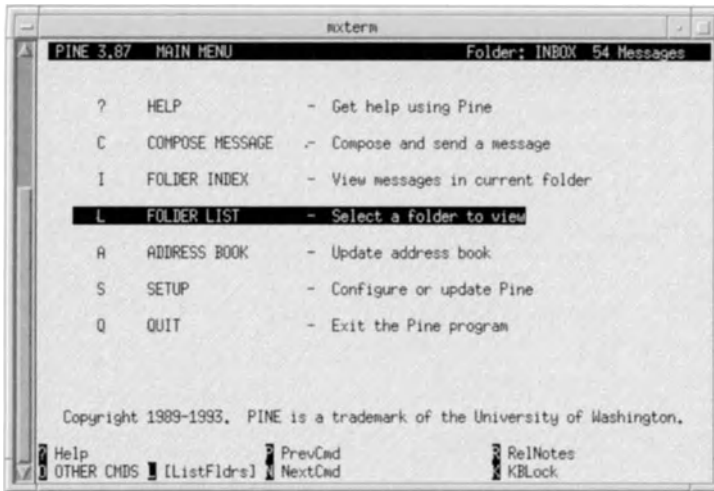 mxterm
PINE 3.87 MAIN MENU Folder: INBOX 54 Messages
? HELP - Get help using Pine
C COMPOSE MESSAGE - Compose and send a message
I FOLDER INDEX - View messages in current folder
L FOLDER LIST - Select a folder to view
A ADDRESS BOOK - Update address book
S SETUP - Configure or update Pine
Q QUIT - Exit the Pine program
Copyright 1989-1993. PINE is a trademark of the University of Washington.
? Help P PrevCmd R RelNotes
O OTHER CMDS L [ListFldrs] N NextCmd K KBLock